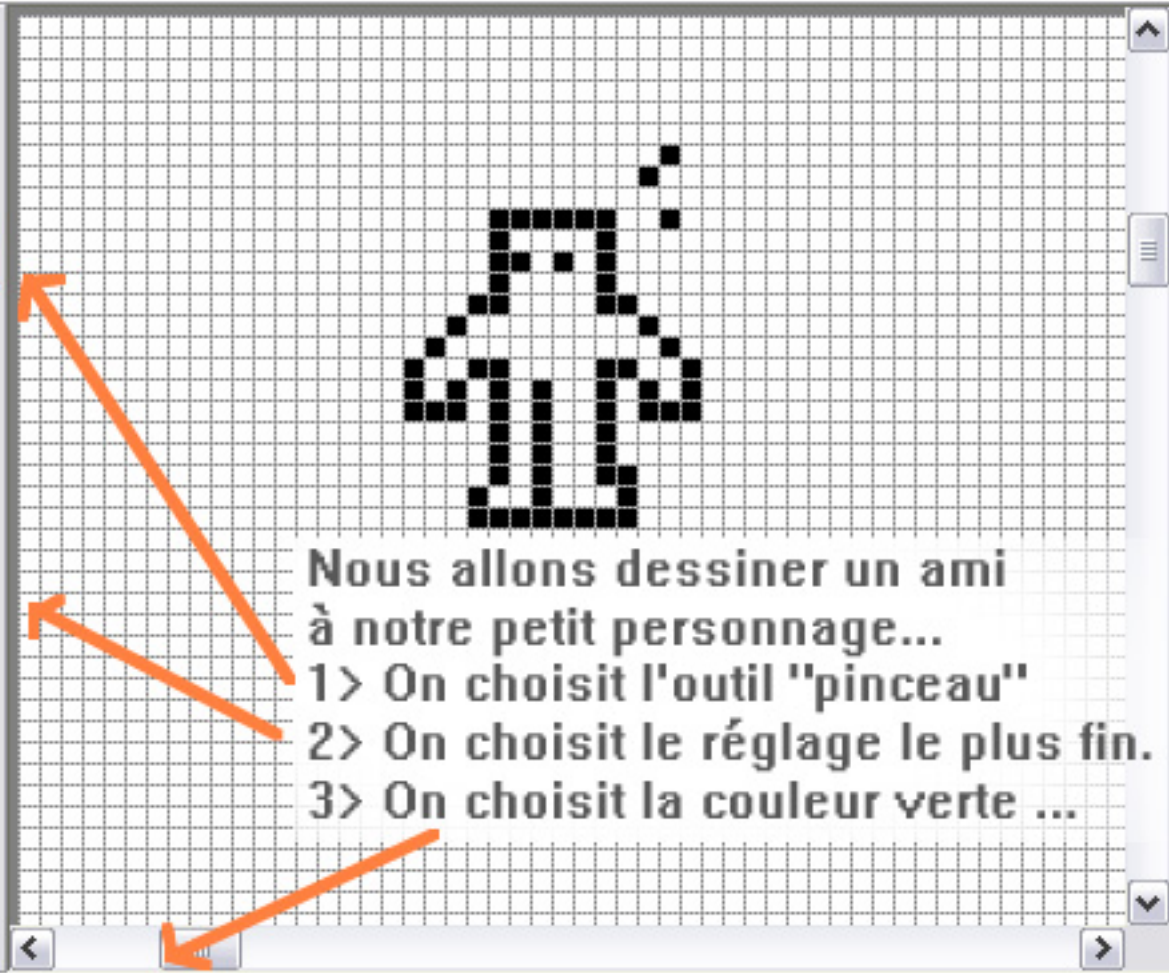 Nous allons dessiner un ami
à notre petit personnage...
1> On choisit l'outil "pinceau"
2> On choisit le réglage le plus fin.
3> On choisit la couleur verte ...